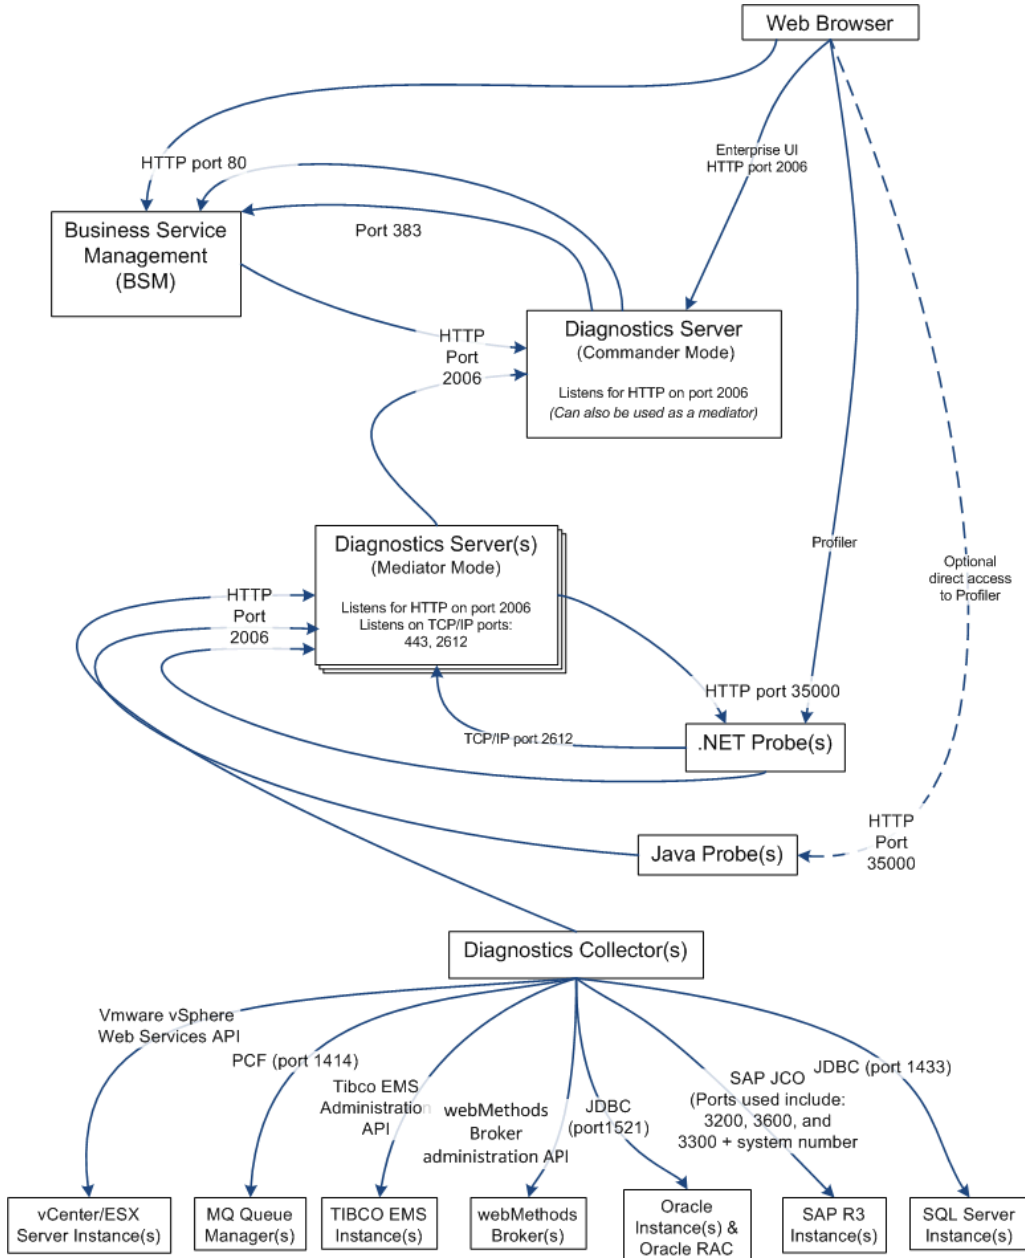 Web Browser
HTTP port 80
Enterprise UI
HTTP port 2006
Business Service
Management
(BSM)
Port 383
HTTP
Port
2006
Diagnostics Server
(Commander Mode)
Listens for HTTP on port 2006
(Can also be used as a mediator)
Diagnostics Server(s)
(Mediator Mode)
Listens for HTTP on port 2006
Listens on TCP/IP ports:
443, 2612
Profiler
Optional
direct access
to Profiler
HTTP
Port
2006
HTTP port 35000
TCP/IP port 2612
.NET Probe(s)
HTTP
Port
35000
Java Probe(s)
Diagnostics Collector(s)
Vmware vSphere
Web Services API
PCF (port 1414)
Tibco EMS
Administration
API
webMethods
Broker
administration API
JDBC
(port1521)
SAP JCO
(Ports used include:
3200, 3600, and
3300 + system number
JDBC (port 1433)
vCenter/ESX
Server Instance(s)
MQ Queue
Manager(s)
TIBCO EMS
Instance(s)
webMethods
Broker(s)
Oracle
Instance(s) &
Oracle RAC
SAP R3
Instance(s)
SQL Server
Instance(s)